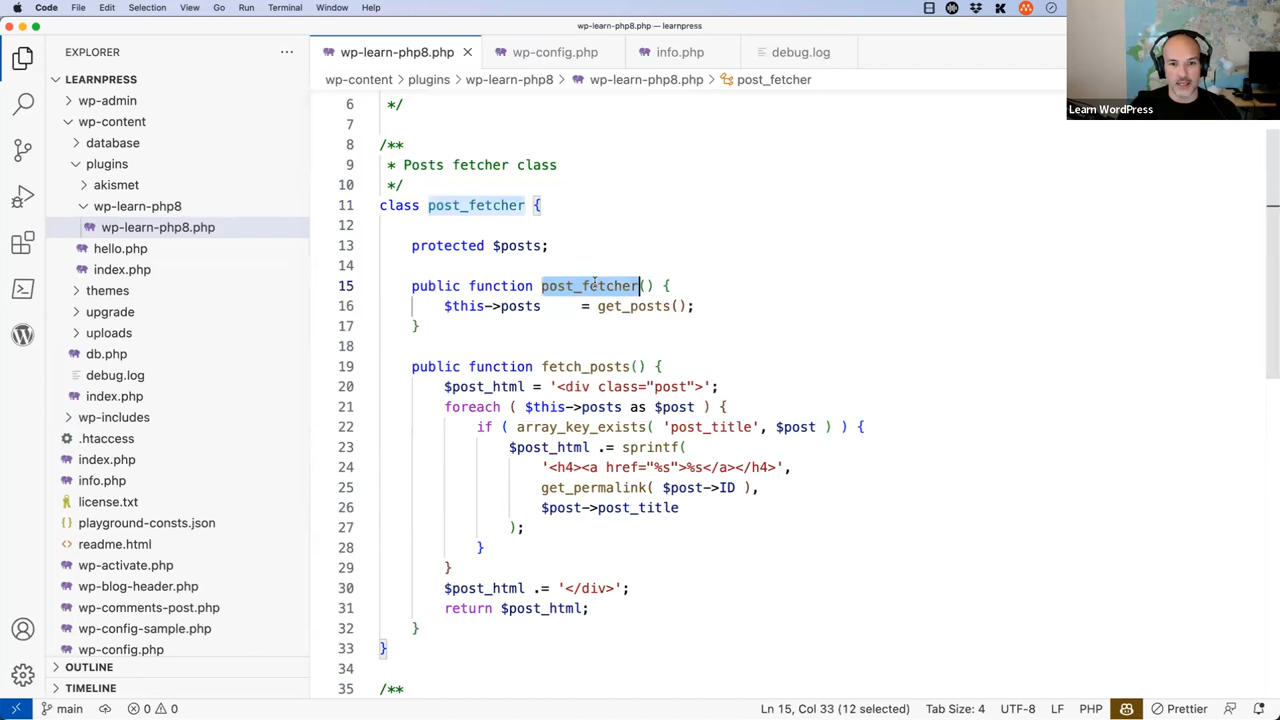 Code File Edit Selection View Go Run Terminal Window Help
wp-learn-php8.php — learnpress
EXPLORER
LEARNPRESS
wp-admin
wp-content
database
plugins
akismet
wp-learn-php8
wp-learn-php8.php
hello.php
index.php
themes
upgrade
uploads
db.php
debug.log
index.php
wp-includes
.htaccess
index.php
info.php
license.txt
playground-consts.json
readme.html
wp-activate.php
wp-blog-header.php
wp-comments-post.php
wp-config-sample.php
wp-config.php
OUTLINE
TIMELINE
wp-learn-php8.php wp-config.php info.php debug.log
wp-content > plugins > wp-learn-php8 > wp-learn-php8.php > post_fetcher
6 */
7
8 /**
9 * Posts fetcher class
10 */
11 class post_fetcher {
12
13 protected $posts;
14
15 public function post_fetcher() {
16 $this->posts = get_posts();
17 }
18
19 public function fetch_posts() {
20 $post_html = '<div class="post">';
21 foreach ( $this->posts as $post ) {
22 if ( array_key_exists( 'post_title', $post ) ) {
23 $post_html .= sprintf(
24 '<h4><a href="%s">%s</a></h4>',
25 get_permalink( $post->ID ),
26 $post->post_title
27 );
28 }
29 }
30 $post_html .= '</div>';
31 return $post_html;
32 }
33 }
34
35 /**
Learn WordPress
main 0 0 Ln 15, Col 33 (12 selected) Tab Size: 4 UTF-8 LF PHP Prettier